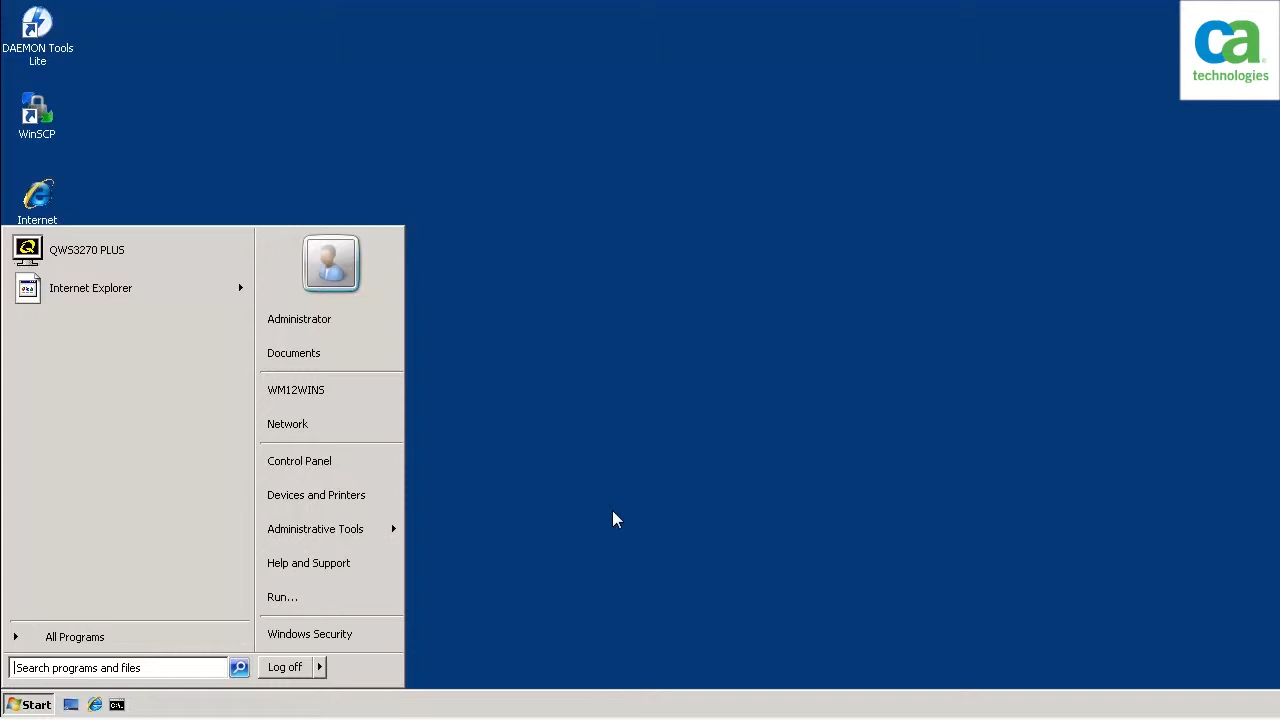 DAEMON Tools
Lite
WinSCP
Internet
QWS3270 PLUS
Internet Explorer
All Programs
Search programs and files
Administrator
Documents
WM12WINS
Network
Control Panel
Devices and Printers
Administrative Tools
Help and Support
Run...
Windows Security
Log off
Start
ca
technologies